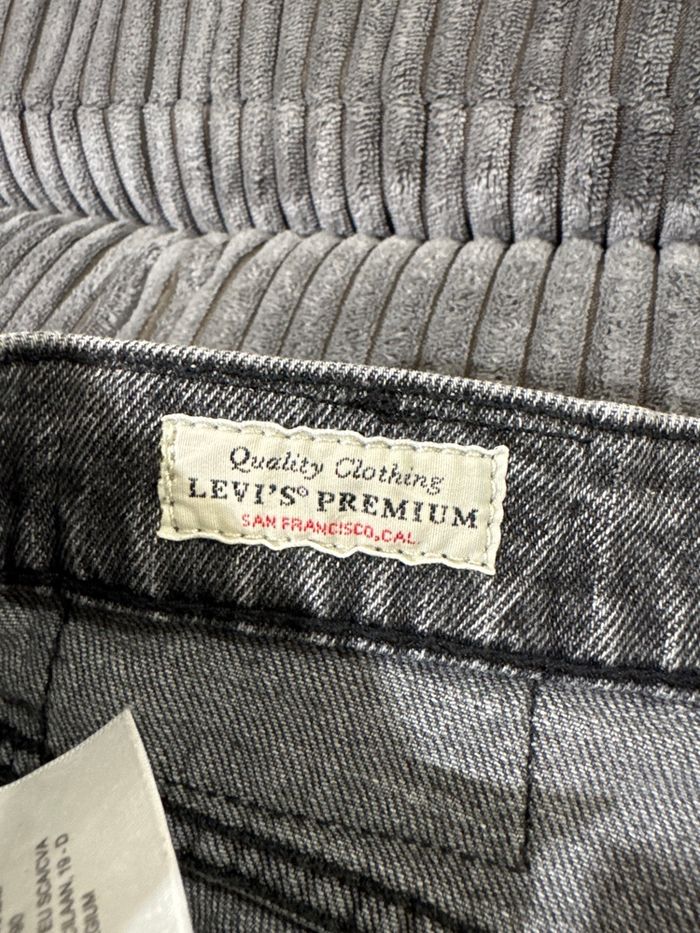 Quality Clothing
LEVI'S® PREMIUM
SAN FRANCISCO, CAL.